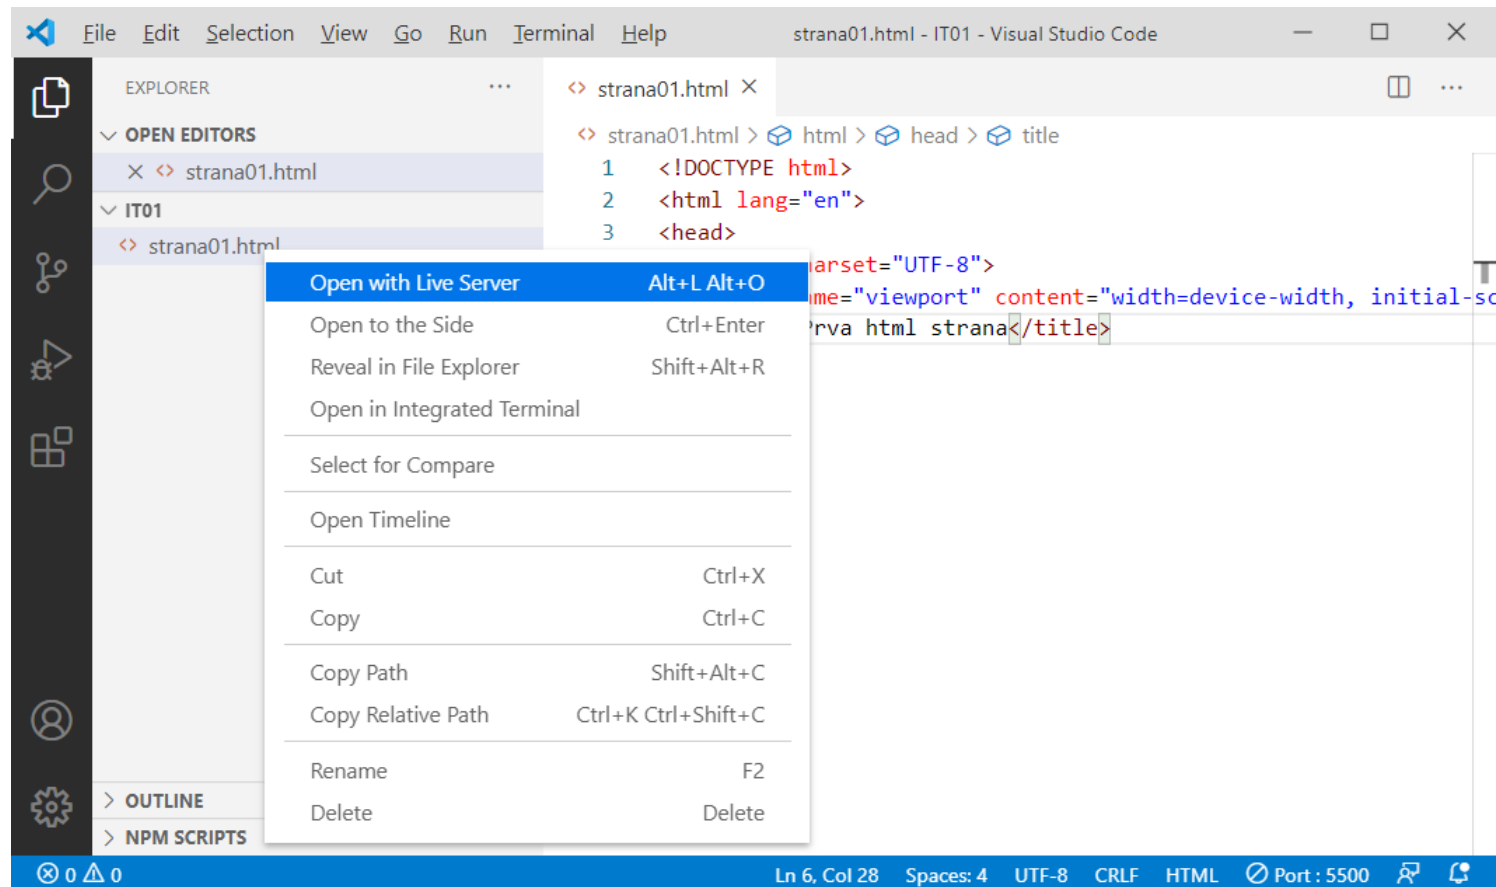 File Edit Selection View Go Run Terminal Help strana01.html - IT01 - Visual Studio Code
EXPLORER
OPEN EDITORS
strana01.html
IT01
strana01.html
strana01.html
strana01.html > html > head > title
1 <!DOCTYPE html>
2 <html lang="en">
3 <head>
="UTF-8">
="viewport" content="width=device-width,
html strana</title>
Open with Live Server Alt+L Alt+O
Open to the Side Ctrl+Enter
Reveal in File Explorer Shift+Alt+R
Open in Integrated Terminal
Select for Compare
Open Timeline
Cut Ctrl+X
Copy Ctrl+C
Copy Path Shift+Alt+C
Copy Relative Path Ctrl+K Ctrl+Shift+C
Rename F2
Delete Delete
OUTLINE
NPM SCRIPTS
0 0 Ln 6, Col 28 Spaces: 4 UTF-8 CRLF HTML Port : 5500